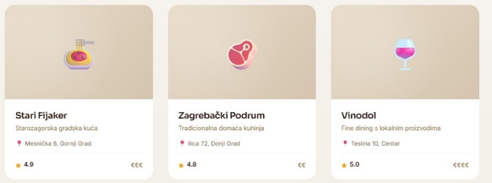 Stari Fijaker
Starozagorska gradska kuća
Mesnička 6, Gornji Grad
4.9 €€€
Zagrebački Podrum
Tradicionalna domaća kuhinja
Ilica 72, Donji Grad
4.8 €€
Vinodol
Fine dining s lokalnim proizvodima
Teslina 10, Centar
5.0 €€€€